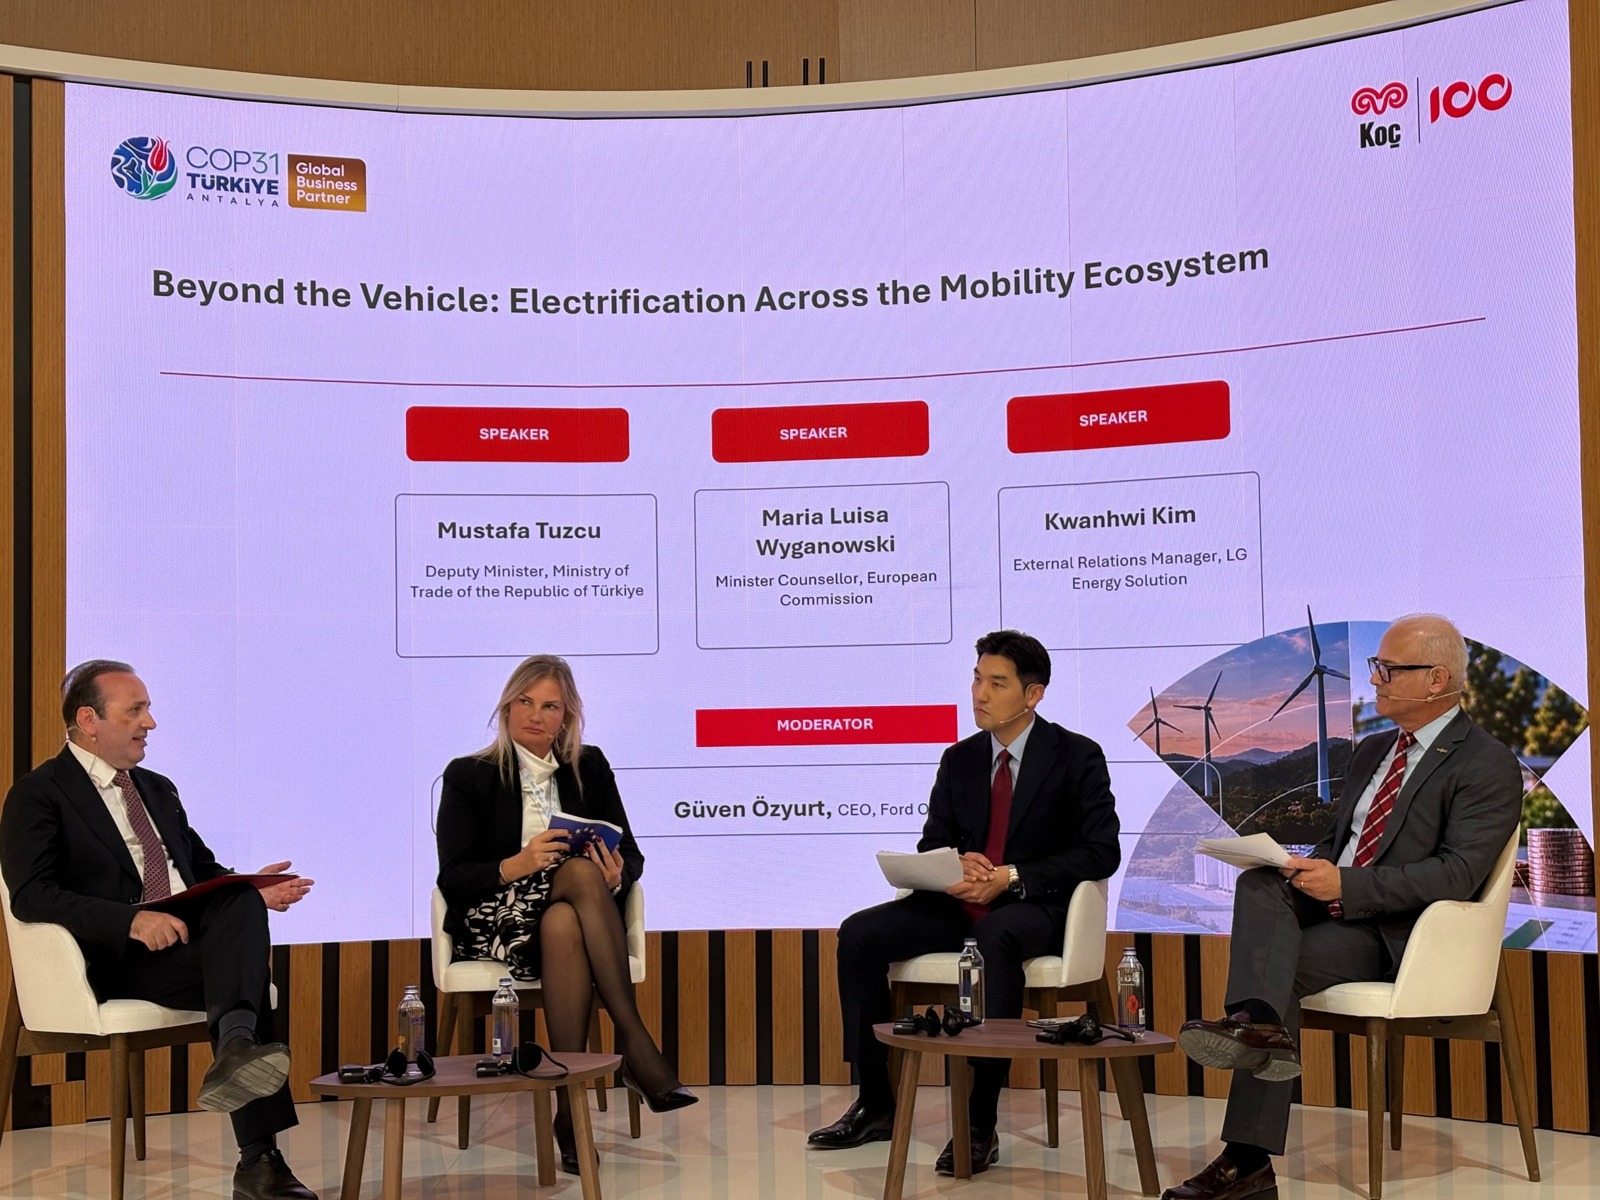 COP31
TÜRKİYE
ANTALYA
Global
Business
Partner
Koç
100
Beyond the Vehicle: Electrification Across the Mobility Ecosystem
SPEAKER
Mustafa Tuzcu
Deputy Minister, Ministry of
Trade of the Republic of Türkiye
SPEAKER
Maria Luisa
Wyganowski
Minister Counsellor, European
Commission
SPEAKER
Kwanhwi Kim
External Relations Manager, LG
Energy Solution
MODERATOR
Güven Özyurt, CEO, Ford O